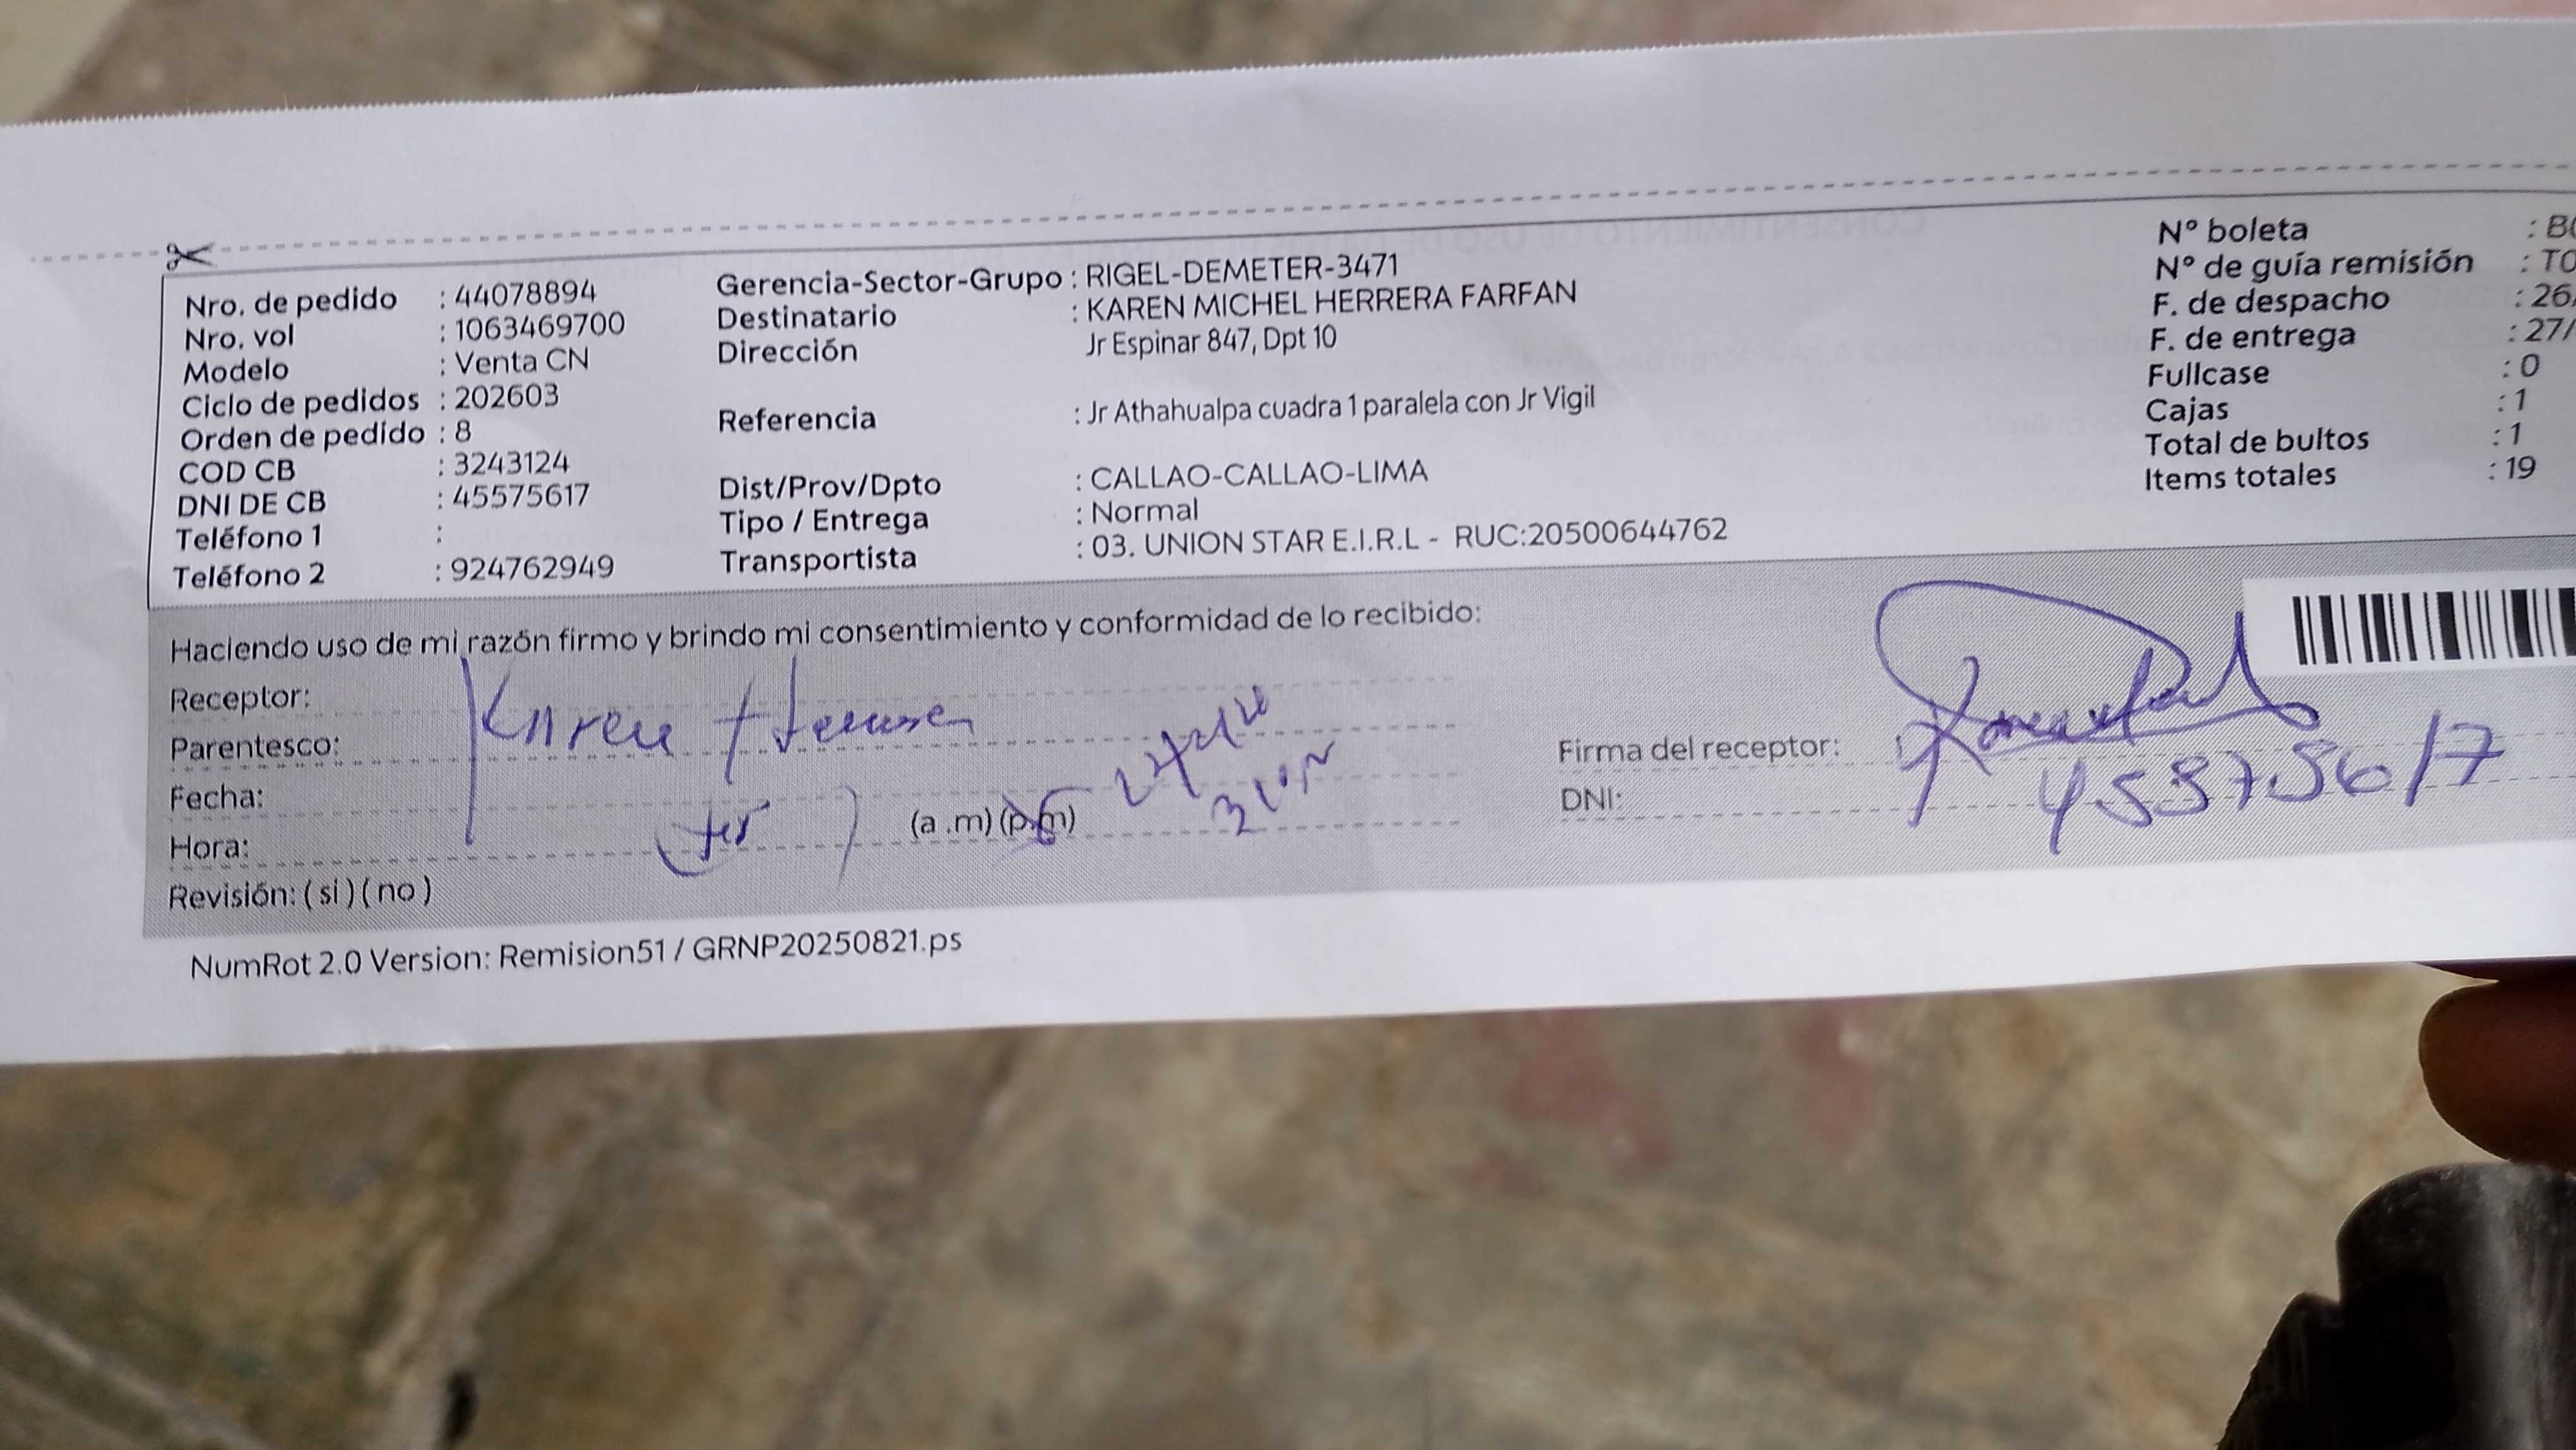 Nro. de pedido : 44078894
Nro. vol : 1063469700
Modelo : Venta CN
Ciclo de pedidos : 202603
Orden de pedido : 8
COD CB : 3243124
DNI DE CB : 45575617
Teléfono 1 :
Teléfono 2 : 924762949
Gerencia-Sector-Grupo : RIGEL-DEMETER-3471
Destinatario : KAREN MICHEL HERRERA FARFAN
Dirección Jr Espinar 847, Dpt 10
Referencia : Jr Athahualpa cuadra 1 paralela con Jr Vigil
Dist/Prov/Dpto : CALLAO-CALLAO-LIMA
Tipo / Entrega : Normal
Transportista : 03. UNION STAR E.I.R.L - RUC:20500644762
N° boleta : B
N° de guía remisión : T0
F. de despacho : 26
F. de entrega : 27/
Fullcase : 0
Cajas : 1
Total de bultos : 1
Items totales : 19
Haciendo uso de mi razón firmo y brindo mi consentimiento y conformidad de lo recibido:
Receptor:
Karen Herrera
Parentesco:
Fecha:
Hora: (a .m) (p.m)
Revisión: ( si ) ( no )
Firma del receptor:
DNI:
NumRot 2.0 Version: Remision51 / GRNP20250821.ps